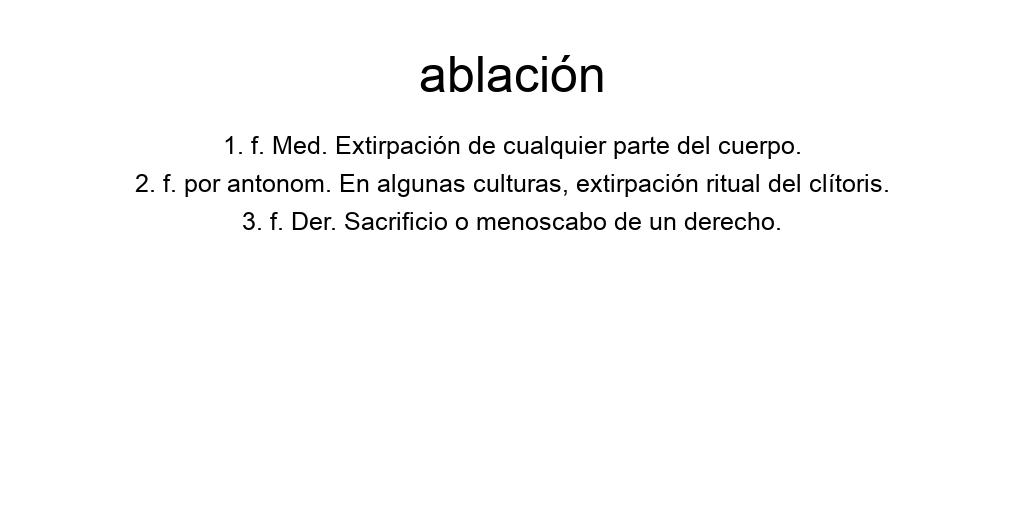 ablación
1. f. Med. Extirpación de cualquier parte del cuerpo.
2. f. por antonom. En algunas culturas, extirpación ritual del clítoris.
3. f. Der. Sacrificio o menoscabo de un derecho.